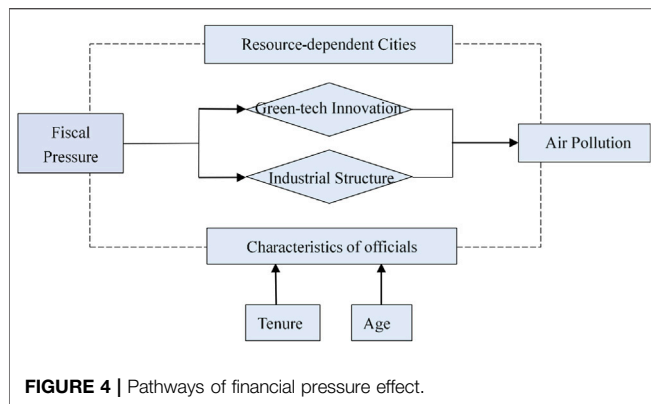 Resource-dependent Cities
Green-tech Innovation
Fiscal
Pressure
Air Pollution
Industrial Structure
Characteristics of officials
Tenure
Age
FIGURE 4 | Pathways of financial pressure effect.